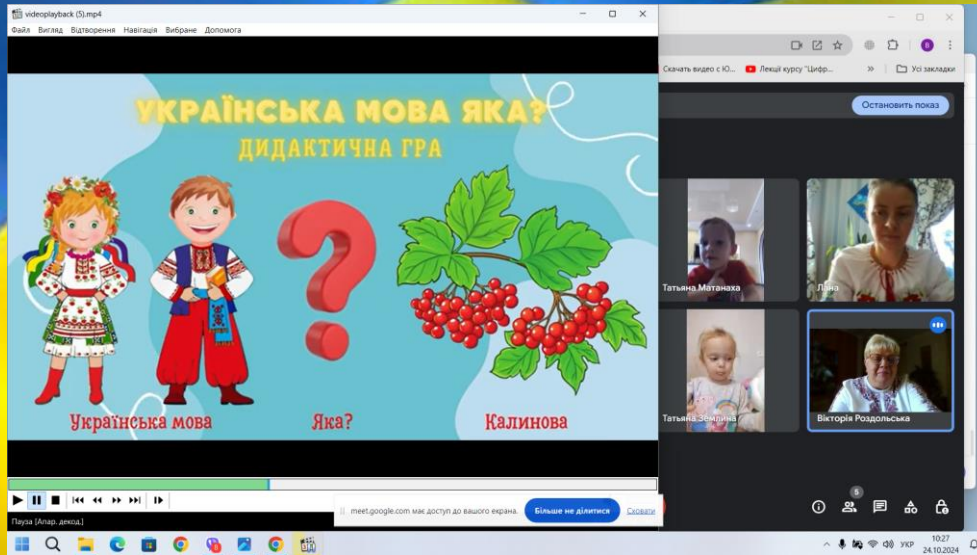 videoplayback (5).mp4
Файл Вигляд Відтворення Навігація Вибране Допомога
УКРАЇНСЬКА МОВА ЯКА?
ДИДАКТИЧНА ГРА
Українська мова Яка? Калинова
Пауза [Апар. декод.]
В
Скачать видео с Ю... Лекції курсу "Цифр... » Усі закладки
Остановить показ
Татьяна Матанаха
Лана
Татьяна Землина
Вікторія Роздольська
5
meet.google.com має доступ до вашого екрана. Більше не ділитися Сховати
УКР 10:27
24.10.2024